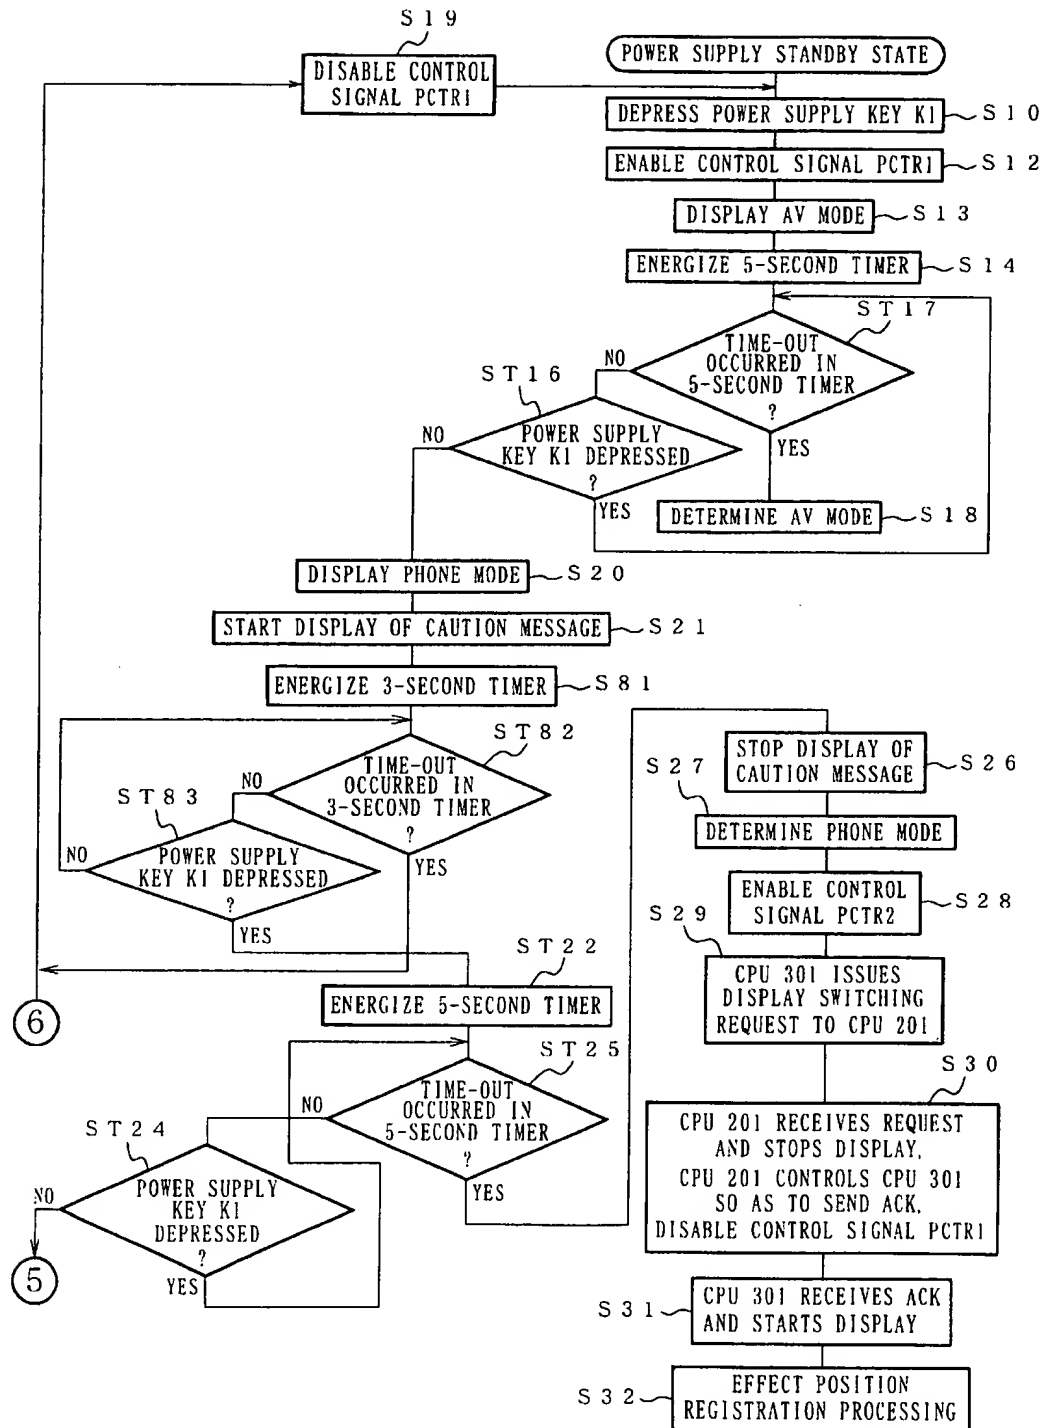 S19
DISABLE CONTROL
SIGNAL PCTR1
POWER SUPPLY STANDBY STATE
DEPRESS POWER SUPPLY KEY K1
S10
ENABLE CONTROL SIGNAL PCTR1
S12
DISPLAY AV MODE
S13
ENERGIZE 5-SECOND TIMER
S14
ST17
TIME-OUT
OCCURRED IN
5-SECOND TIMER
?
NO
YES
ST16
POWER SUPPLY
KEY K1 DEPRESSED
?
NO
YES
DETERMINE AV MODE
S18
DISPLAY PHONE MODE
S20
START DISPLAY OF CAUTION MESSAGE
S21
ENERGIZE 3-SECOND TIMER
S81
ST82
TIME-OUT
OCCURRED IN
3-SECOND TIMER
?
NO
YES
ST83
POWER SUPPLY
KEY K1 DEPRESSED
?
NO
YES
6
ST22
ENERGIZE 5-SECOND TIMER
ST25
TIME-OUT
OCCURRED IN
5-SECOND TIMER
?
NO
YES
ST24
POWER SUPPLY
KEY K1
DEPRESSED
?
NO
YES
5
STOP DISPLAY OF
CAUTION MESSAGE
S26
S27
DETERMINE PHONE MODE
ENABLE CONTROL
SIGNAL PCTR2
S28
S29
CPU 301 ISSUES
DISPLAY SWITCHING
REQUEST TO CPU 201
S30
CPU 201 RECEIVES REQUEST
AND STOPS DISPLAY,
CPU 201 CONTROLS CPU 301
SO AS TO SEND ACK,
DISABLE CONTROL SIGNAL PCTR1
S31
CPU 301 RECEIVES ACK
AND STARTS DISPLAY
S32
EFFECT POSITION
REGISTRATION PROCESSING